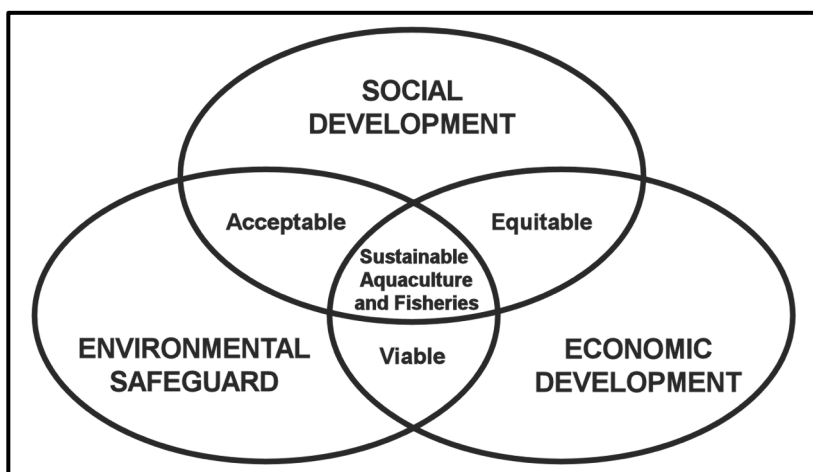 SOCIAL
DEVELOPMENT
Acceptable
Equitable
Sustainable
Aquaculture
and Fisheries
ENVIRONMENTAL
SAFEGUARD
Viable
ECONOMIC
DEVELOPMENT